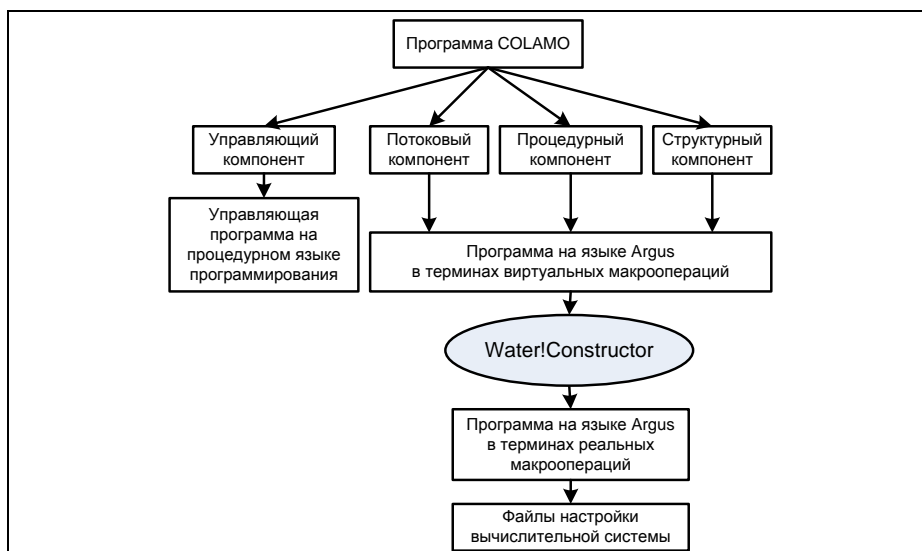 Программа COLAMO
Управляющий
компонент
Потоковый
компонент
Процедурный
компонент
Структурный
компонент
Управляющая
программа на
процедурном языке
программирования
Программа на языке Argus
в терминах виртуальных макроопераций
Water!Constructor
Программа на языке Argus
в терминах реальных
макроопераций
Файлы настройки
вычислительной системы